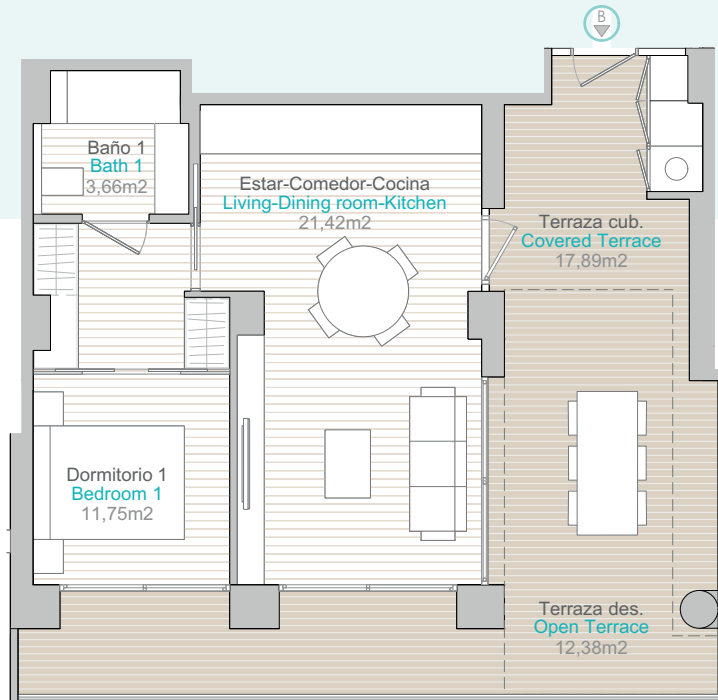 B
Baño 1
Bath 1
3,66m2
Estar-Comedor-Cocina
Living-Dining room-Kitchen
21,42m2
Terraza cub.
Covered Terrace
17,89m2
Dormitorio 1
Bedroom 1
11,75m2
Terraza des.
Open Terrace
12,38m2